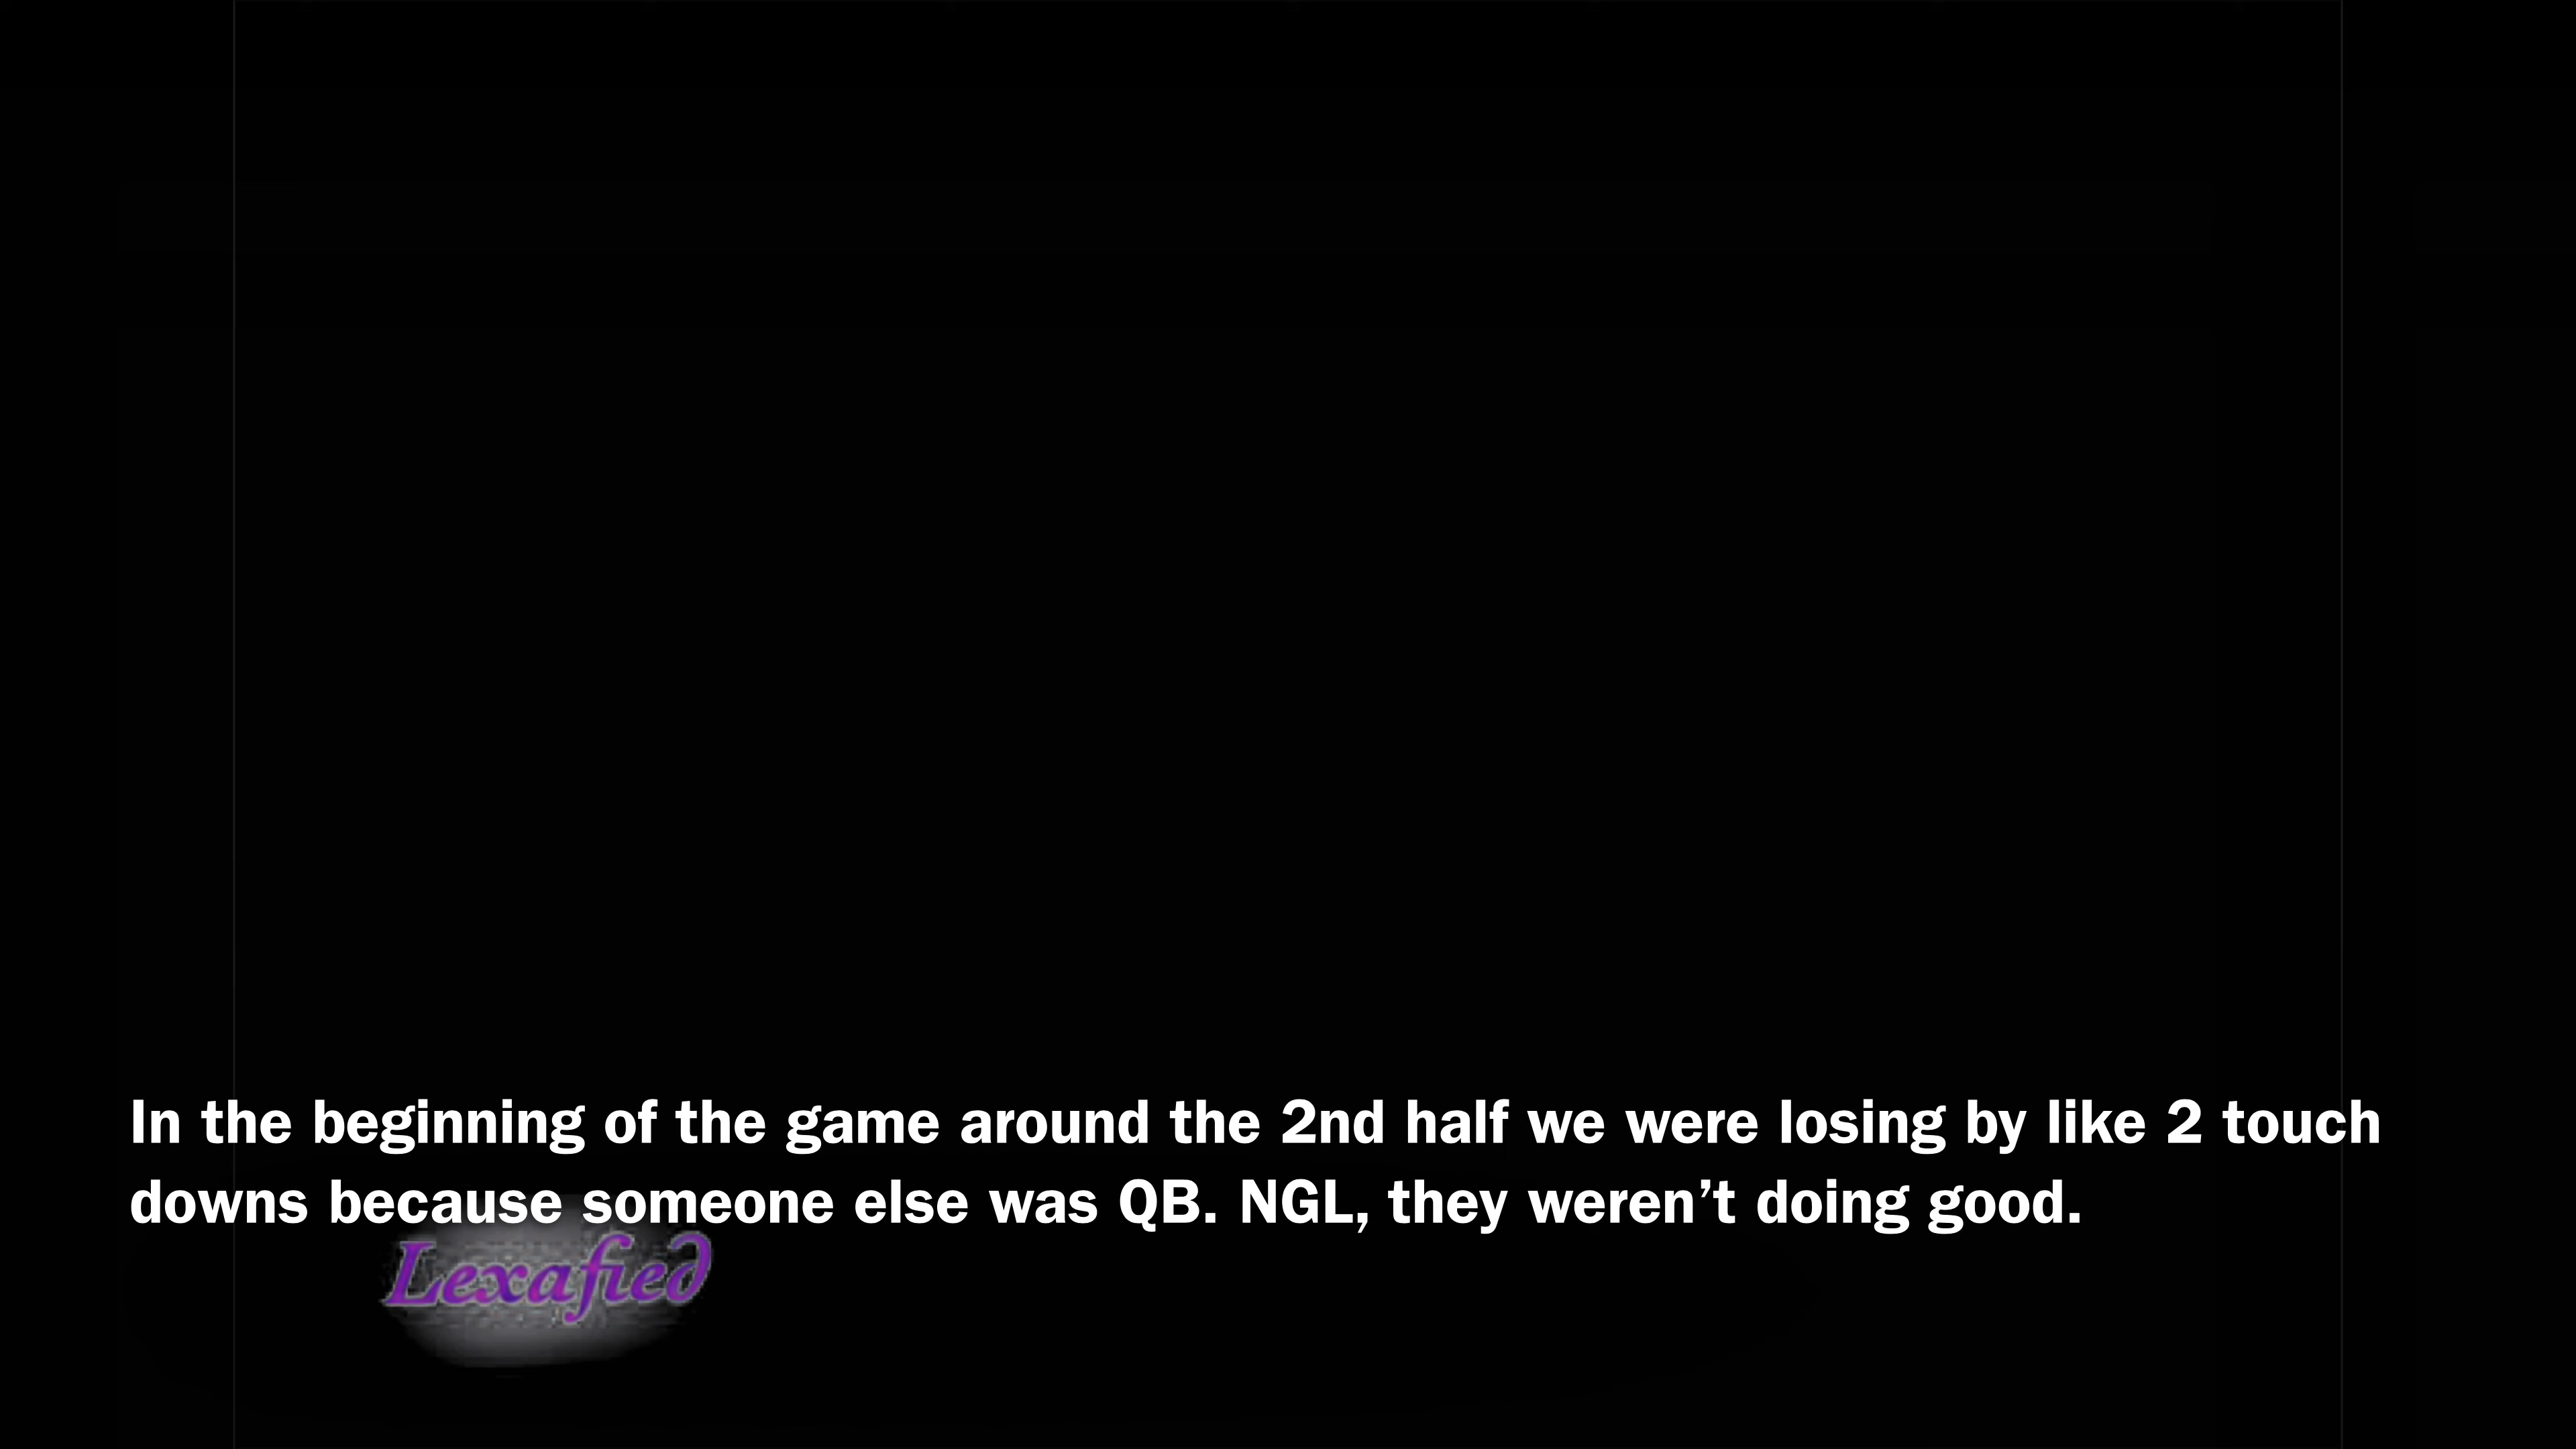 In the beginning of the game around the 2nd half we were losing by like 2 touch
downs because someone else was QB. NGL, they weren’t doing good.
Lexafied